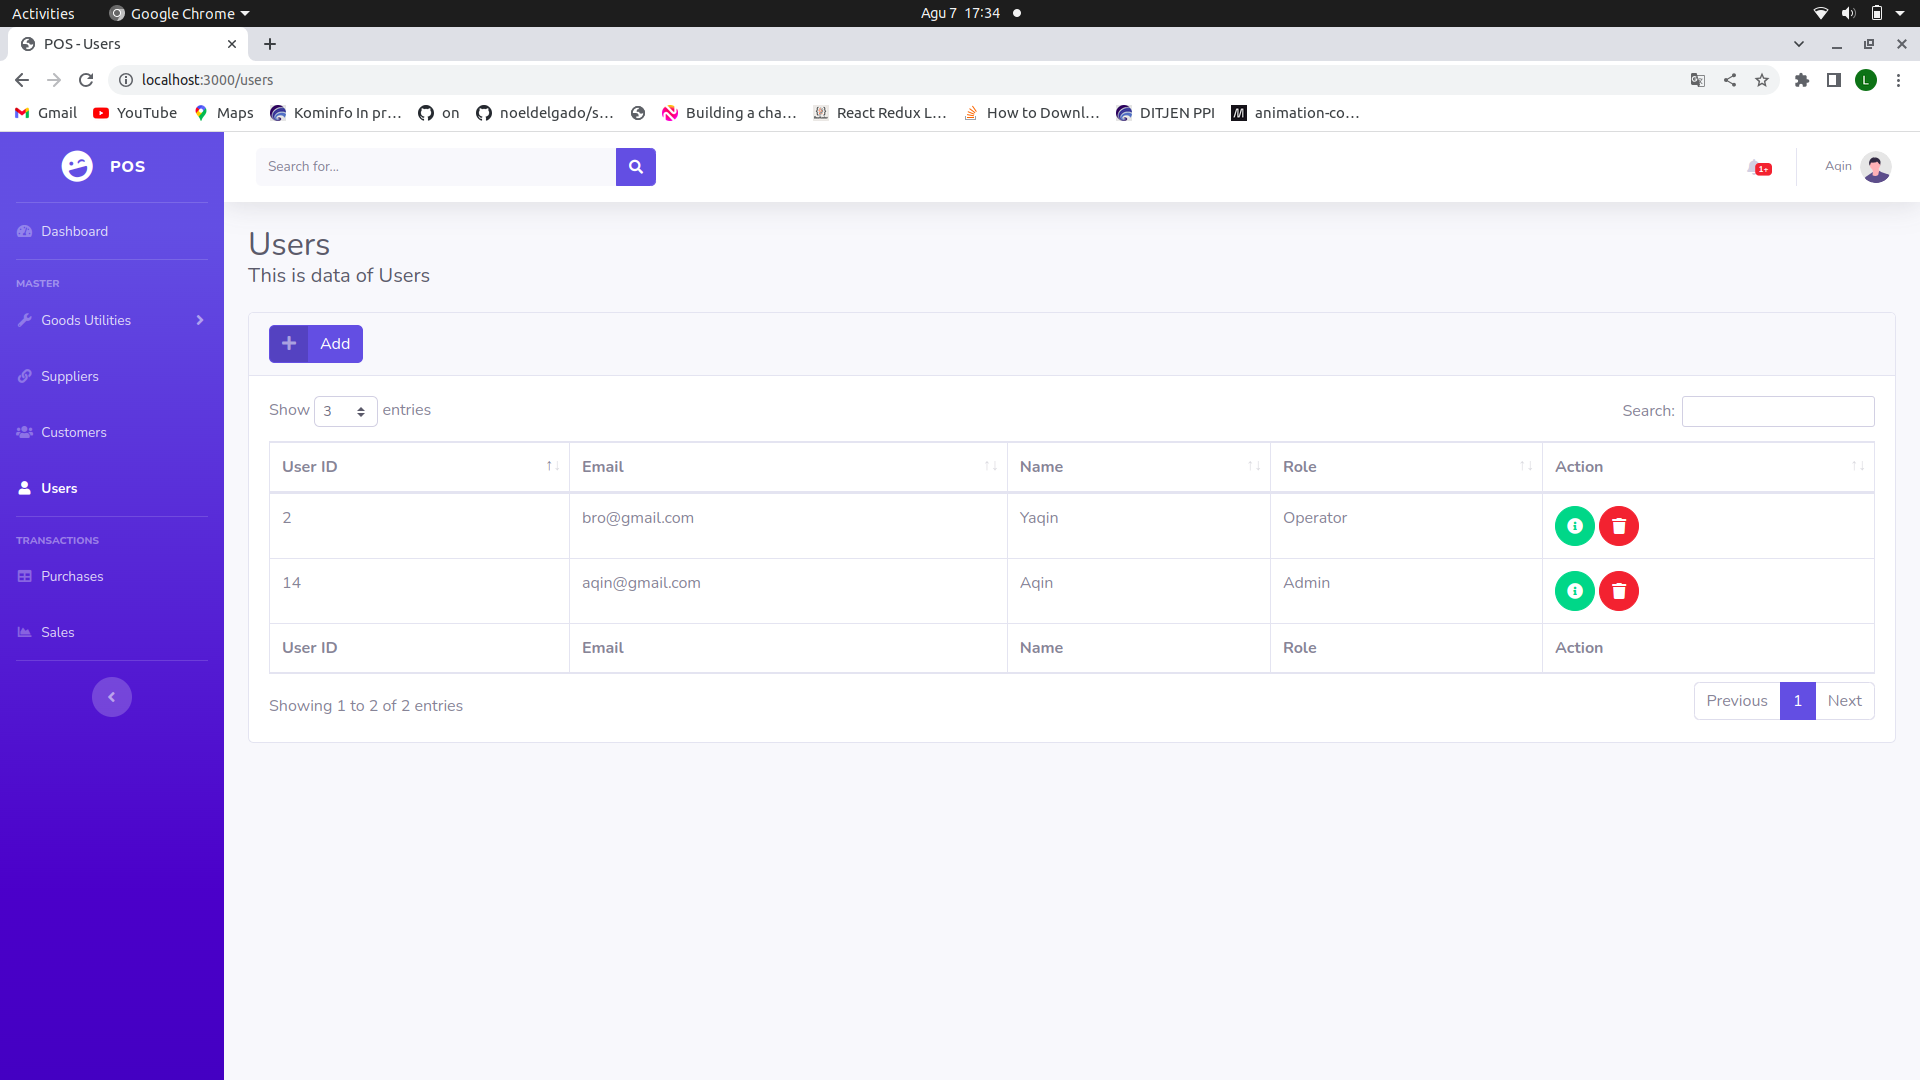 Activities
Google Chrome
Agu 7 17:34
POS - Users
localhost:3000/users
L
Gmail
YouTube
Maps
Kominfo In pr...
on
noeldelgado/s...
Building a cha...
React Redux L...
How to Downl...
DITJEN PPI
animation-co...
POS
Search for...
1+
Aqin
Dashboard
MASTER
Goods Utilities
Suppliers
Customers
Users
TRANSACTIONS
Purchases
Sales
Users
This is data of Users
Add
Show 3 entries
Search:
User ID Email Name Role Action
2 bro@gmail.com Yaqin Operator
14 aqin@gmail.com Aqin Admin
User ID Email Name Role Action
Showing 1 to 2 of 2 entries
Previous 1 Next